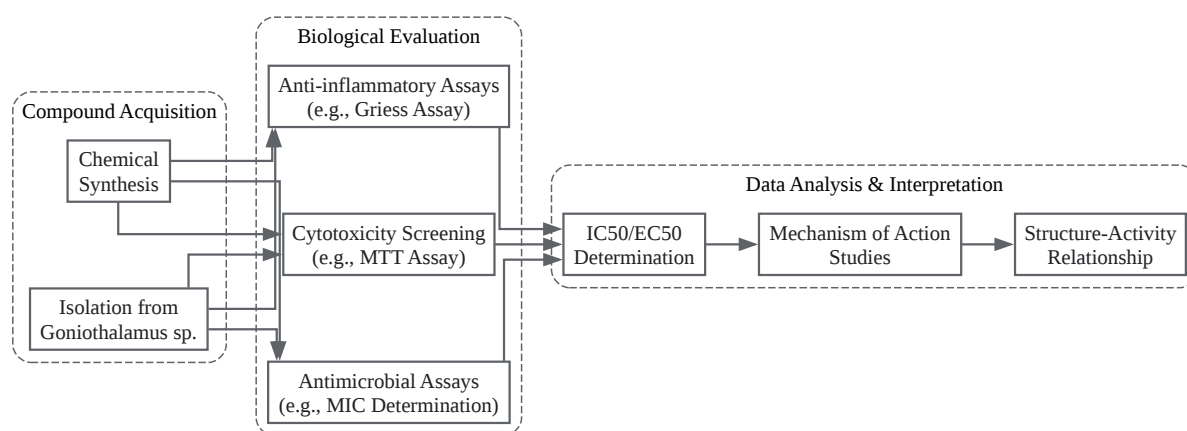 Compound Acquisition
Chemical
Synthesis
Isolation from
Goniothalamus sp.
Biological Evaluation
Anti-inflammatory Assays
(e.g., Griess Assay)
Cytotoxicity Screening
(e.g., MTT Assay)
Antimicrobial Assays
(e.g., MIC Determination)
Data Analysis & Interpretation
IC50/EC50
Determination
Mechanism of Action
Studies
Structure-Activity
Relationship